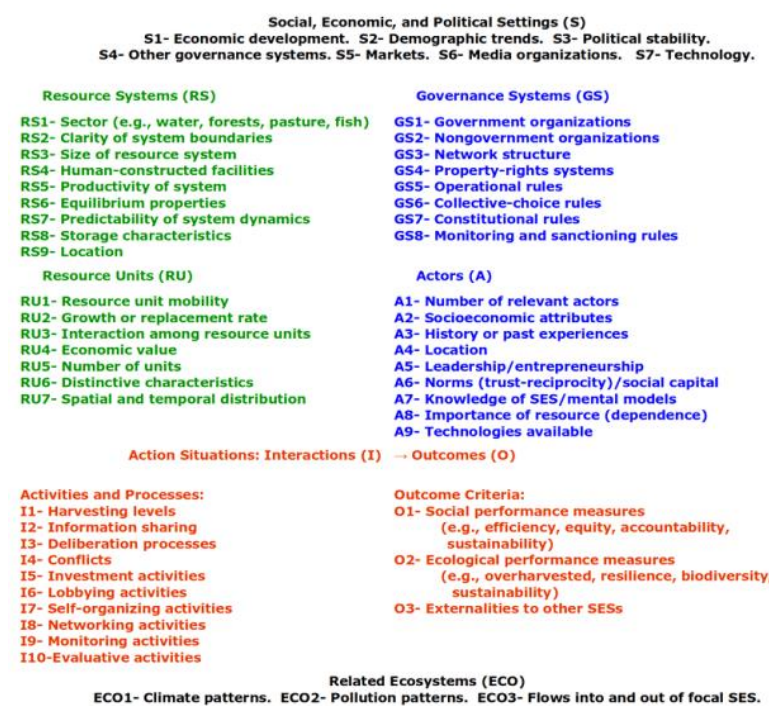 Social, Economic, and Political Settings (S)
S1- Economic development. S2- Demographic trends. S3- Political stability.
S4- Other governance systems. S5- Markets. S6- Media organizations. S7- Technology.
Resource Systems (RS)
RS1- Sector (e.g., water, forests, pasture, fish)
RS2- Clarity of system boundaries
RS3- Size of resource system
RS4- Human-constructed facilities
RS5- Productivity of system
RS6- Equilibrium properties
RS7- Predictability of system dynamics
RS8- Storage characteristics
RS9- Location
Governance Systems (GS)
GS1- Government organizations
GS2- Nongovernment organizations
GS3- Network structure
GS4- Property-rights systems
GS5- Operational rules
GS6- Collective-choice rules
GS7- Constitutional rules
GS8- Monitoring and sanctioning rules
Resource Units (RU)
RU1- Resource unit mobility
RU2- Growth or replacement rate
RU3- Interaction among resource units
RU4- Economic value
RU5- Number of units
RU6- Distinctive characteristics
RU7- Spatial and temporal distribution
Actors (A)
A1- Number of relevant actors
A2- Socioeconomic attributes
A3- History or past experiences
A4- Location
A5- Leadership/entrepreneurship
A6- Norms (trust-reciprocity)/social capital
A7- Knowledge of SES/mental models
A8- Importance of resource (dependence)
A9- Technologies available
Action Situations: Interactions (I) → Outcomes (O)
Activities and Processes:
I1- Harvesting levels
I2- Information sharing
I3- Deliberation processes
I4- Conflicts
I5- Investment activities
I6- Lobbying activities
I7- Self-organizing activities
I8- Networking activities
I9- Monitoring activities
I10-Evaluative activities
Outcome Criteria:
O1- Social performance measures
(e.g., efficiency, equity, accountability,
sustainability)
O2- Ecological performance measures
(e.g., overharvested, resilience, biodiversity,
sustainability)
O3- Externalities to other SESs
Related Ecosystems (ECO)
ECO1- Climate patterns. ECO2- Pollution patterns. ECO3- Flows into and out of focal SES.